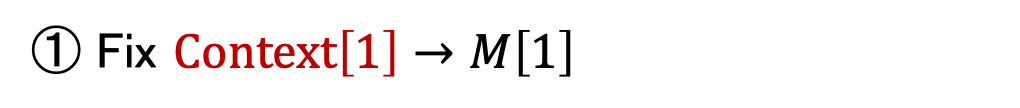 ① Fix Context[1] → M[1]